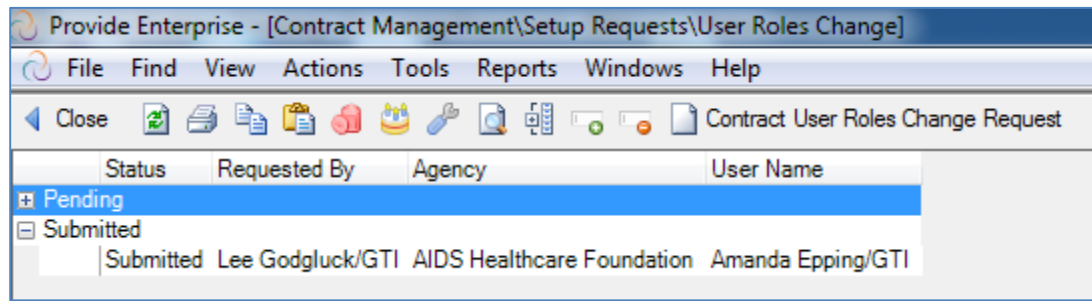 Provide Enterprise - [Contract Management\Setup Requests\User Roles Change]
File Find View Actions Tools Reports Windows Help
Close Contract User Roles Change Request
Status Requested By Agency User Name
Pending
Submitted
Submitted Lee Godgluck/GTI AIDS Healthcare Foundation Amanda Epping/GTI